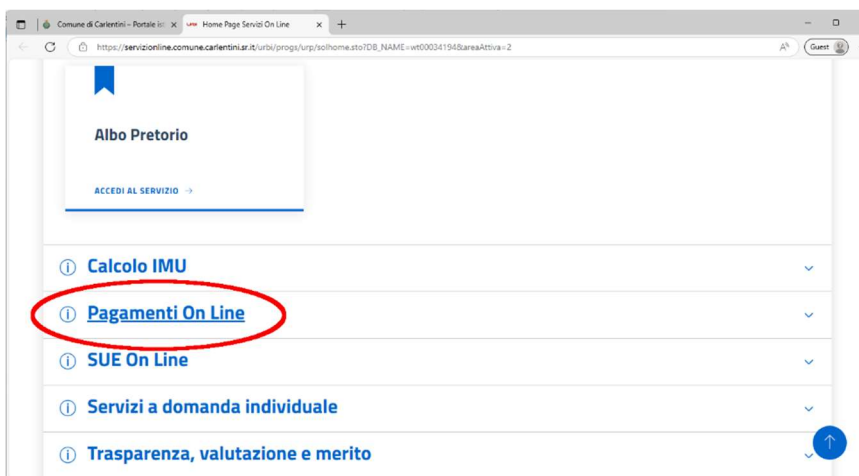 Comune di Carlentini – Portale ist
Home Page Servizi On Line
https://servizionline.comune.carlentini.sr.it/urbi/progs/urp/solhome.sto?DB_NAME=wt00034194&areaAttiva=2
Guest
Albo Pretorio
ACCEDI AL SERVIZIO →
Calcolo IMU
Pagamenti On Line
SUE On Line
Servizi a domanda individuale
Trasparenza, valutazione e merito